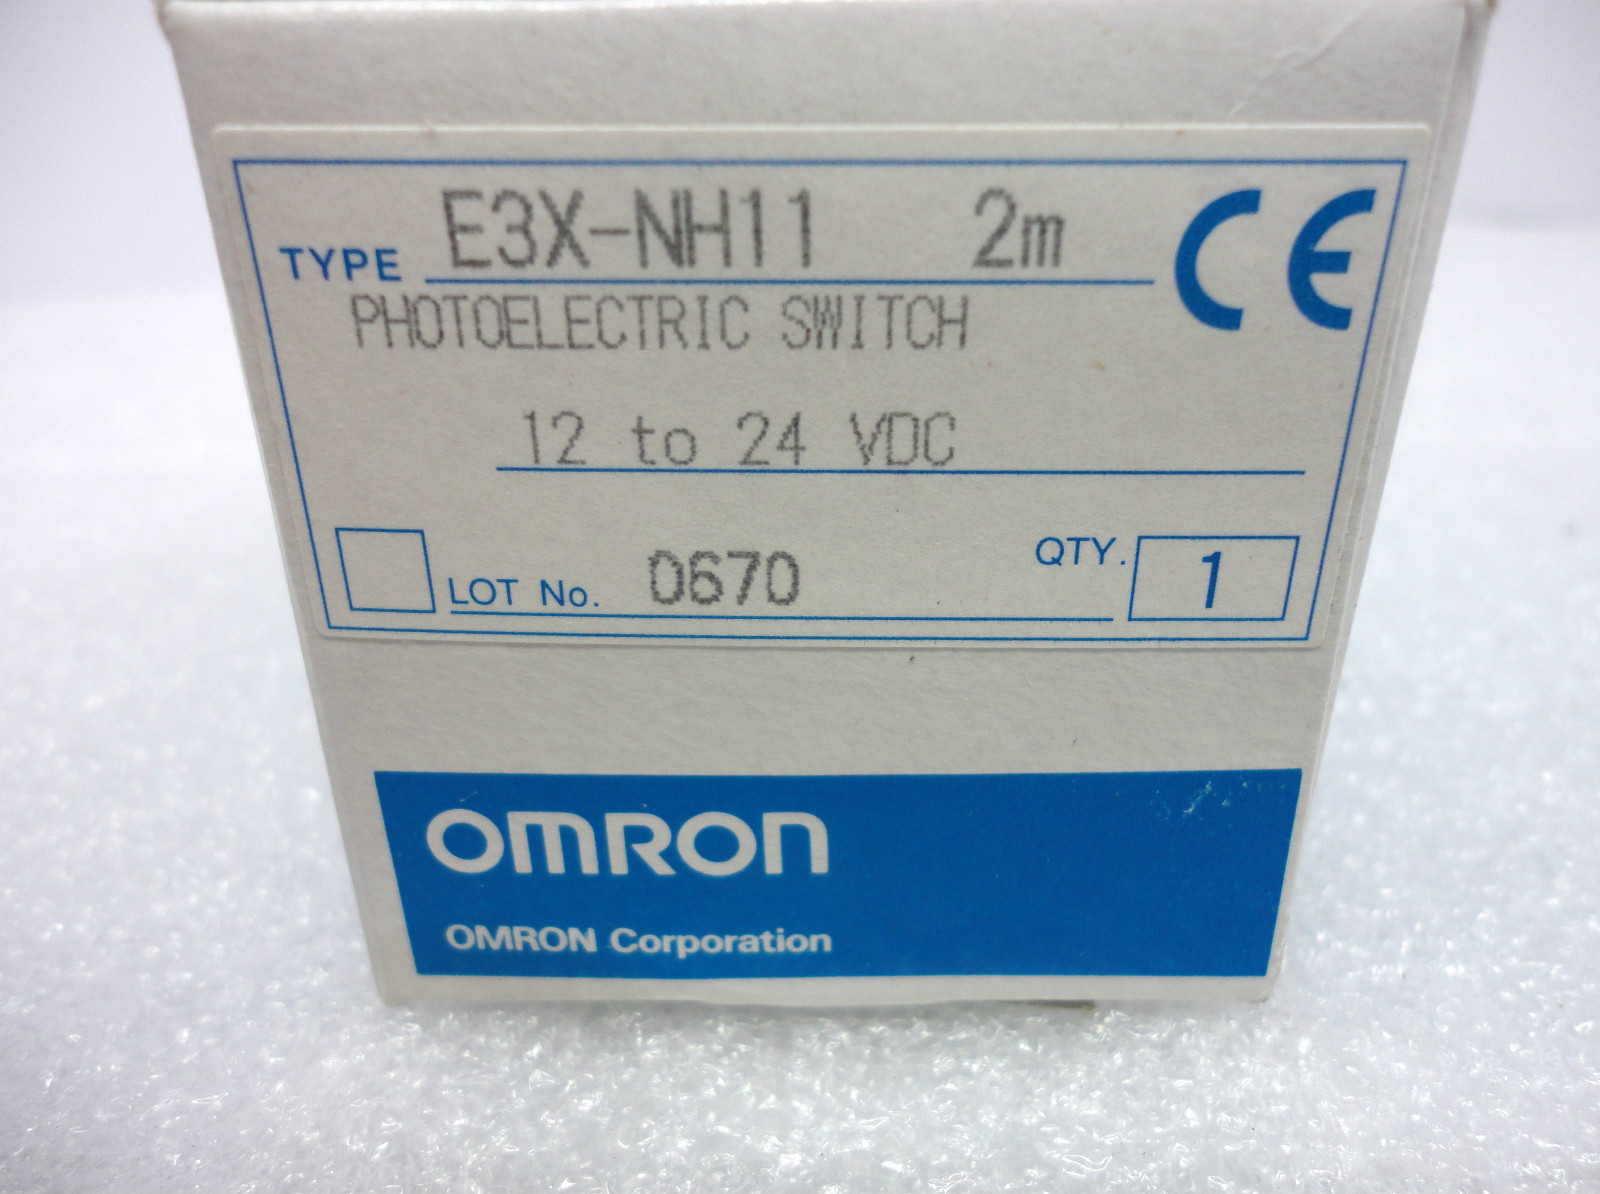 TYPE E3X-NH11 2m CE
PHOTOELECTRIC SWITCH
12 to 24 VDC
LOT No. 0670 QTY. 1
OMRON
OMRON Corporation